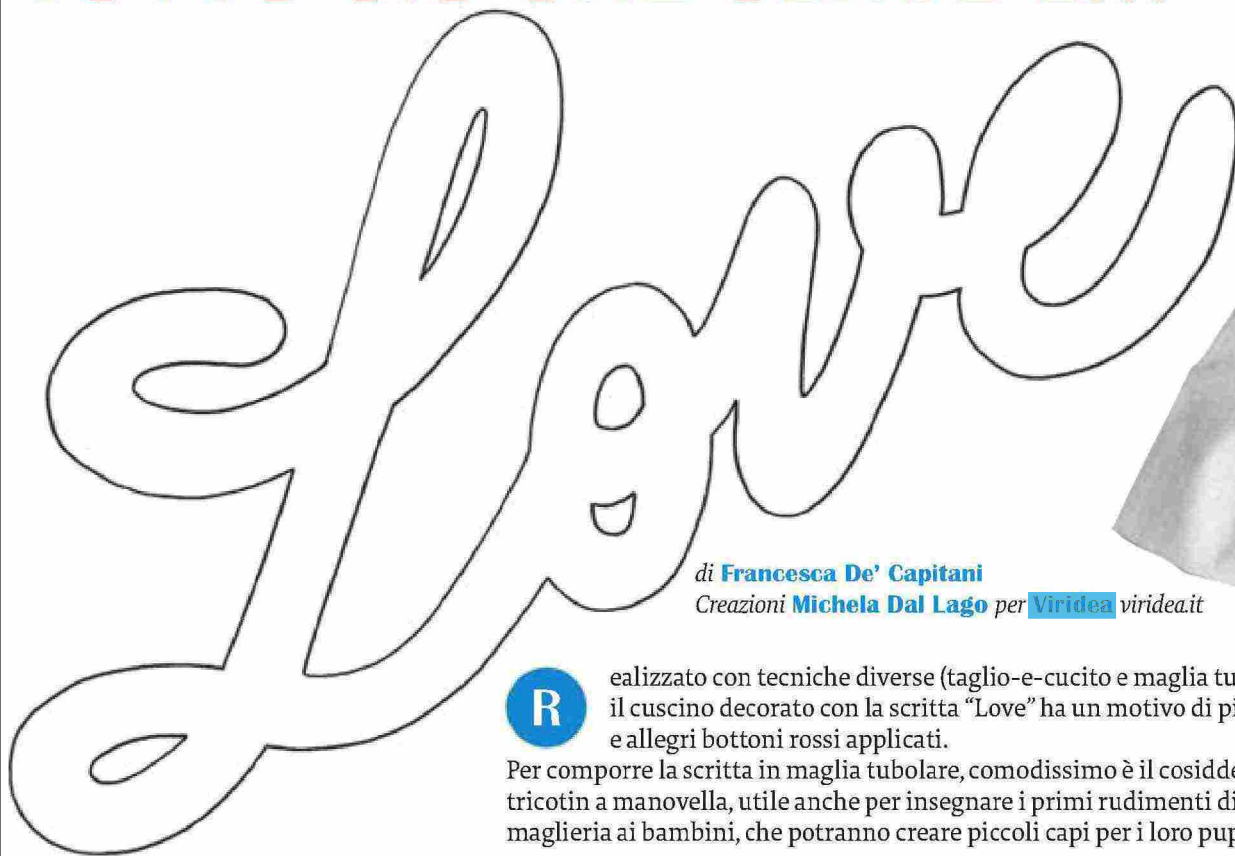 Love
di Francesca De' Capitani
Creazioni Michela Dal Lago per Viridea viridea.it
Realizzato con tecniche diverse (taglio-e-cucito e maglia
il cuscino decorato con la scritta “Love” ha un motivo di
e allegri bottoni rossi applicati.
Per comporre la scritta in maglia tubolare, comodissimo è il
tricotin a manovella, utile anche per insegnare i primi rudimenti di
maglieria ai bambini, che potranno creare piccoli capi per i loro